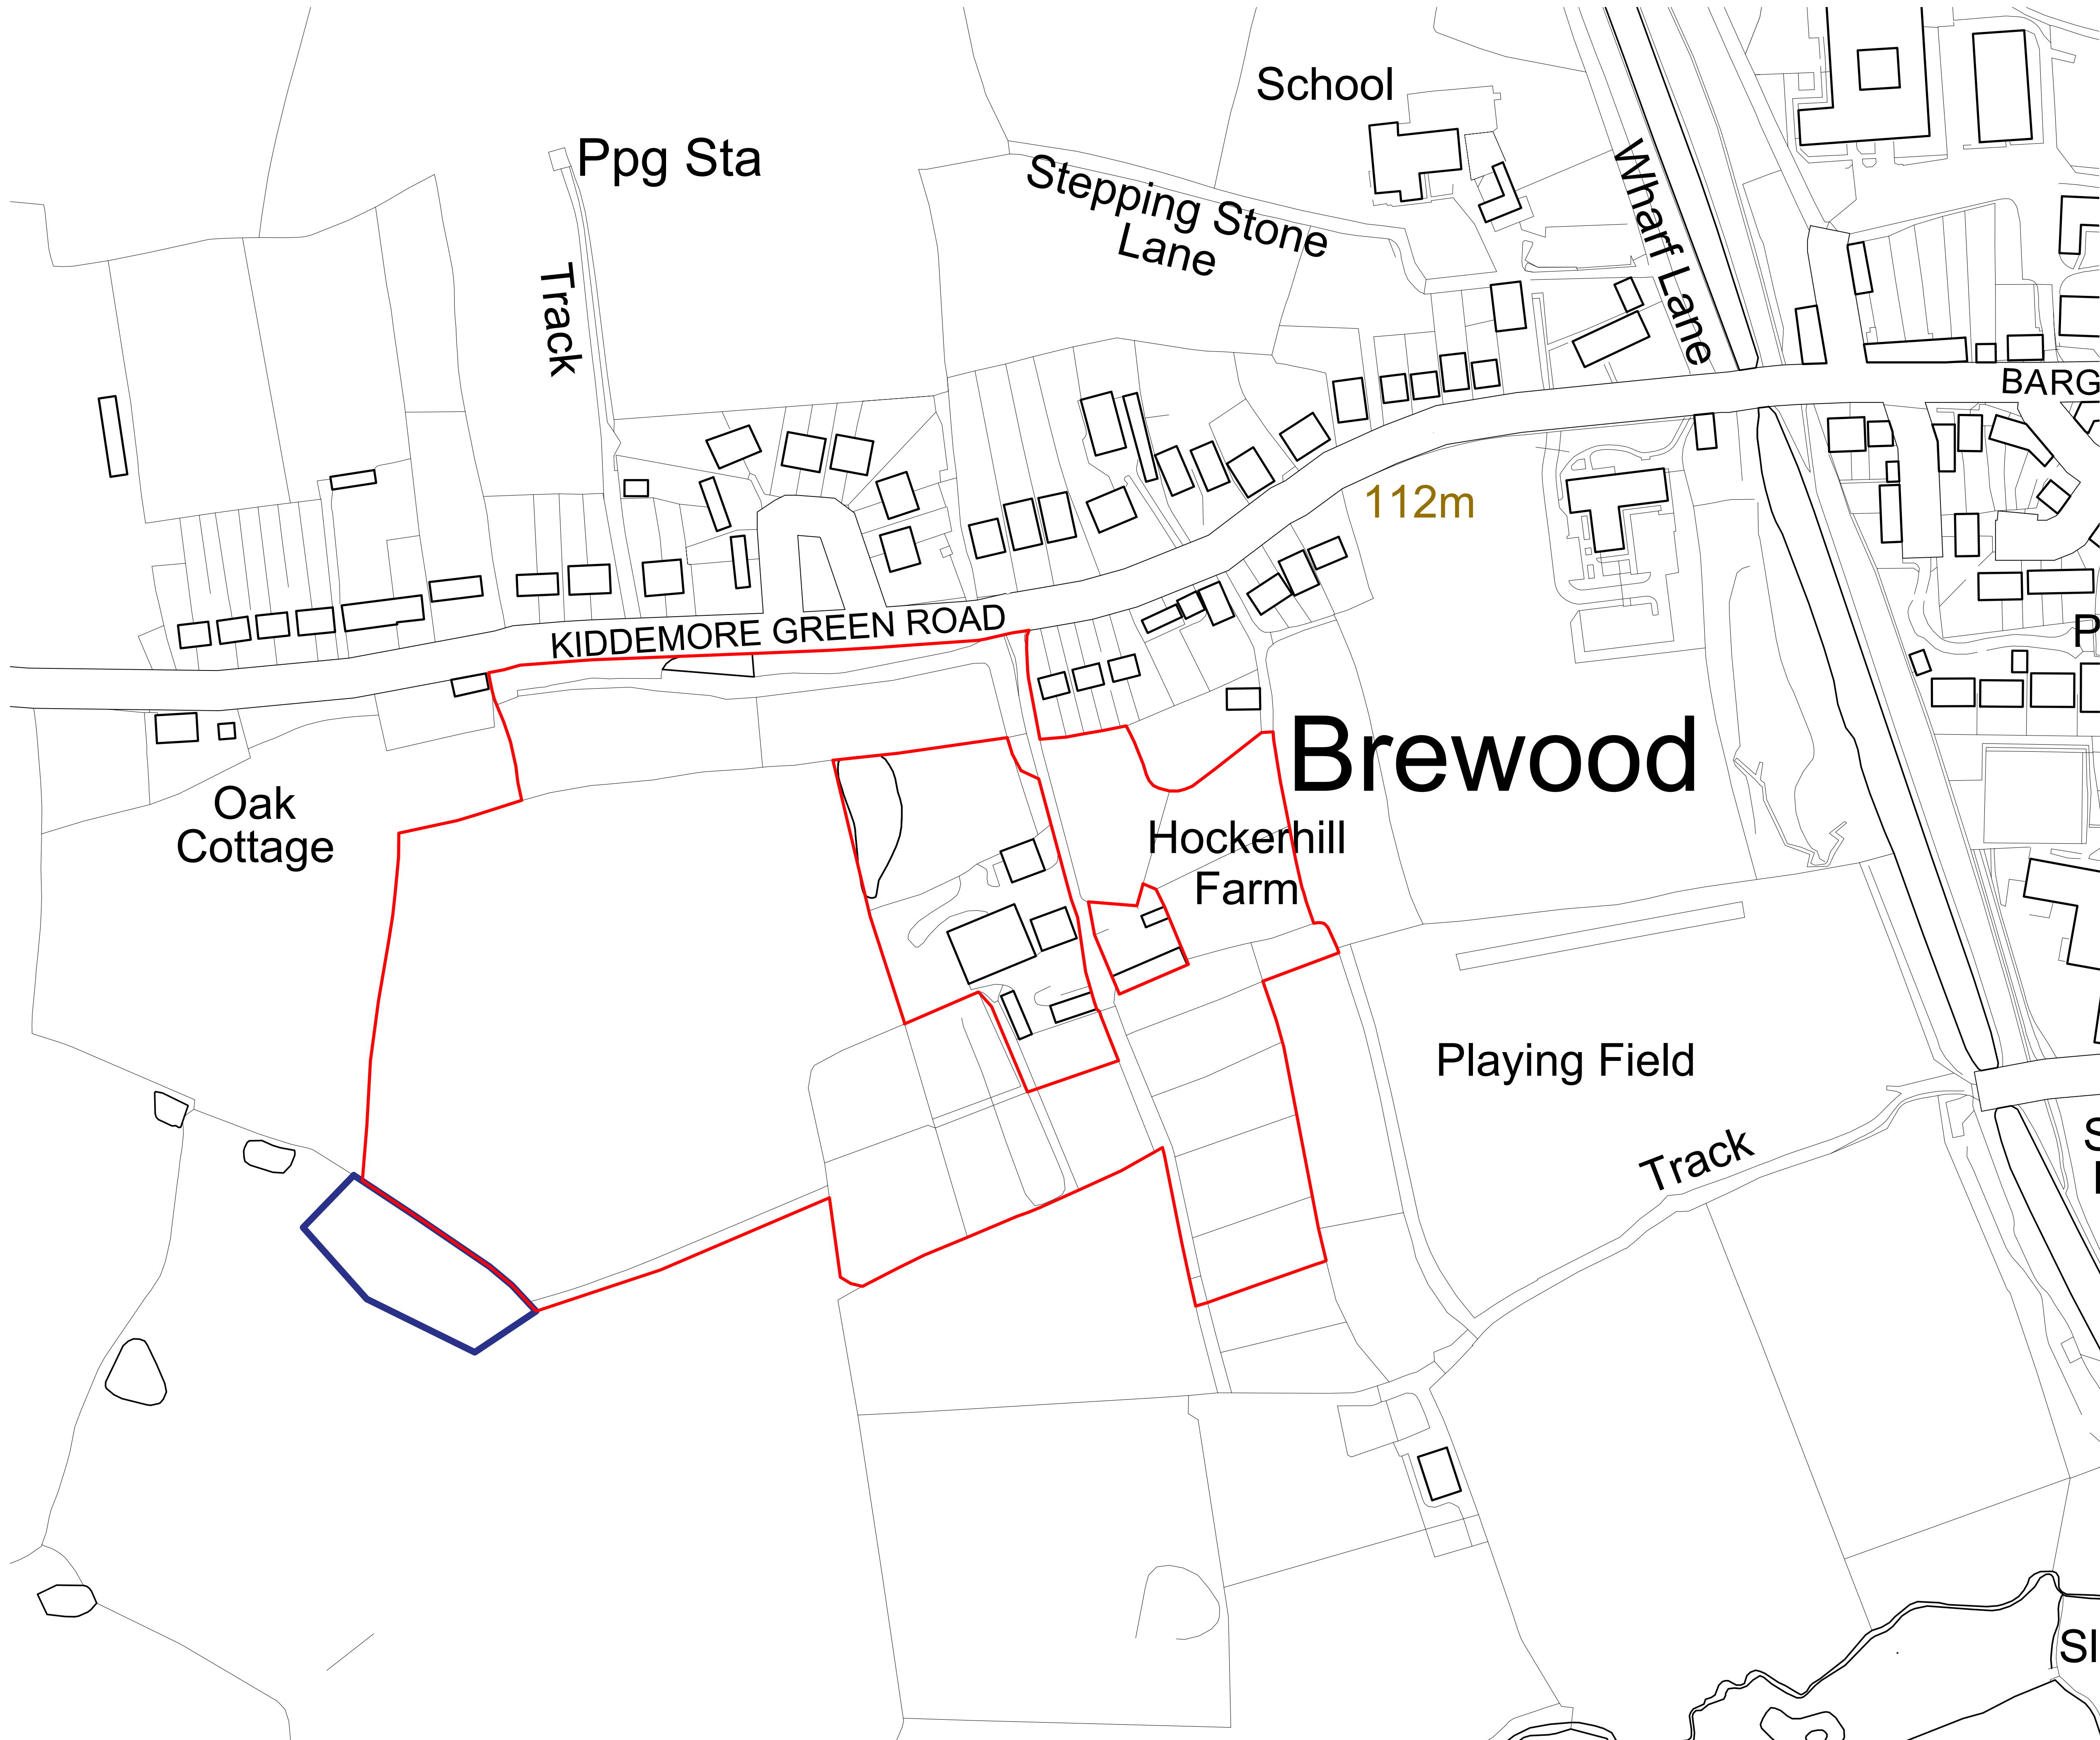 School
Ppg Sta
Stepping Stone
Lane
Wharf Lane
Track
BARG
112m
KIDDEMORE GREEN ROAD
P
Brewood
Oak
Cottage
Hockerhill
Farm
Playing Field
Track
S
Sl